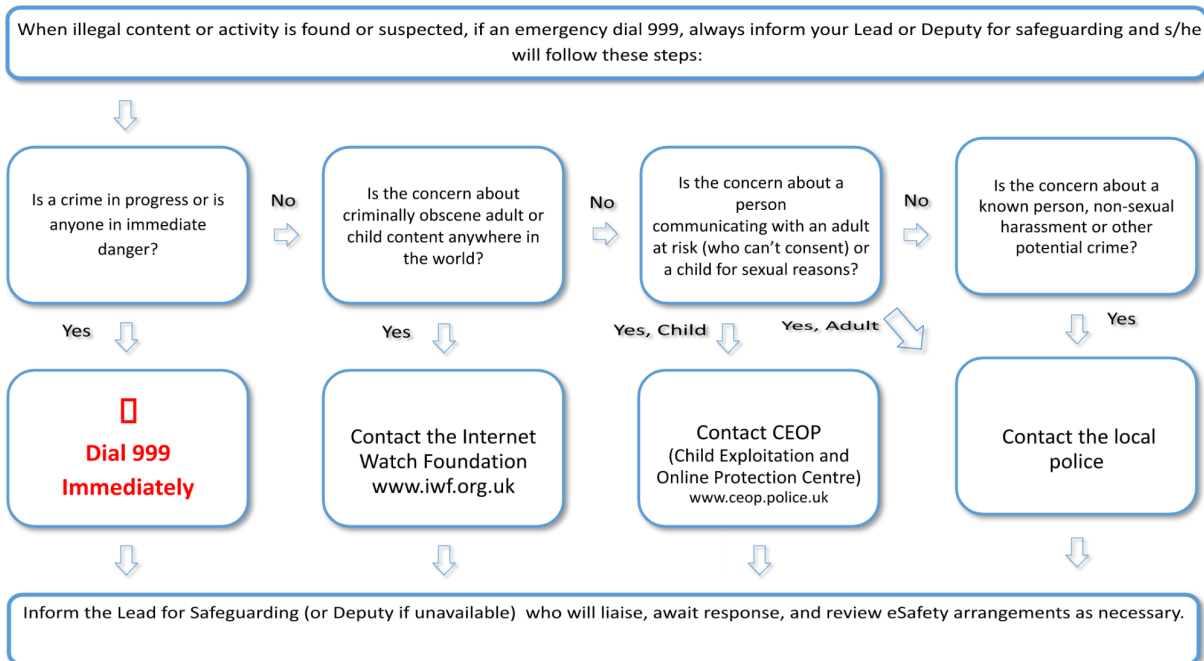 When illegal content or activity is found or suspected, if an emergency dial 999, always inform your Lead or Deputy for safeguarding and s/he
will follow these steps:
Is a crime in progress or is
anyone in immediate
danger?
No
Is the concern about
criminally obscene adult or
child content anywhere in
the world?
No
Is the concern about a
person
communicating with an adult
at risk (who can’t consent) or
a child for sexual reasons?
No
Is the concern about a
known person, non-sexual
harassment or other
potential crime?
Yes
Yes
Yes, Child
Yes, Adult
Yes
Dial 999
Immediately
Contact the Internet
Watch Foundation
www.iwf.org.uk
Contact CEOP
(Child Exploitation and
Online Protection Centre)
www.ceop.police.uk
Contact the local
police
Inform the Lead for Safeguarding (or Deputy if unavailable)  who will liaise, await response, and review eSafety arrangements as necessary.